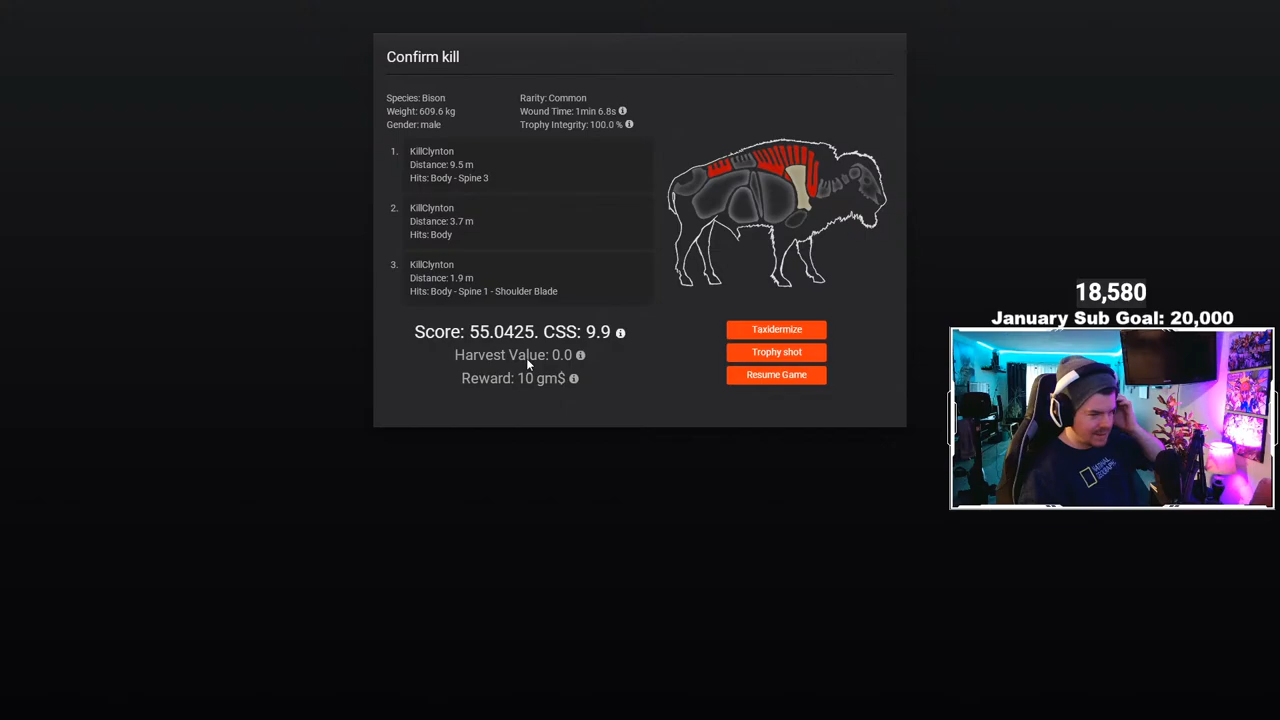 Confirm kill
Species: Bison
Weight: 609.6 kg
Gender: male
Rarity: Common
Wound Time: 1min 6.8s
Trophy Integrity: 100.0 %
1. KillClynton
Distance: 9.5 m
Hits: Body - Spine 3
2. KillClynton
Distance: 3.7 m
Hits: Body
3. KillClynton
Distance: 1.9 m
Hits: Body - Spine 1 - Shoulder Blade
Score: 55.0425. CSS: 9.9
Harvest Value: 0.0
Reward: 10 gm$
Taxidermize
Trophy shot
Resume Game
18,580
January Sub Goal: 20,000
NATIONAL
GEOGRAPHIC